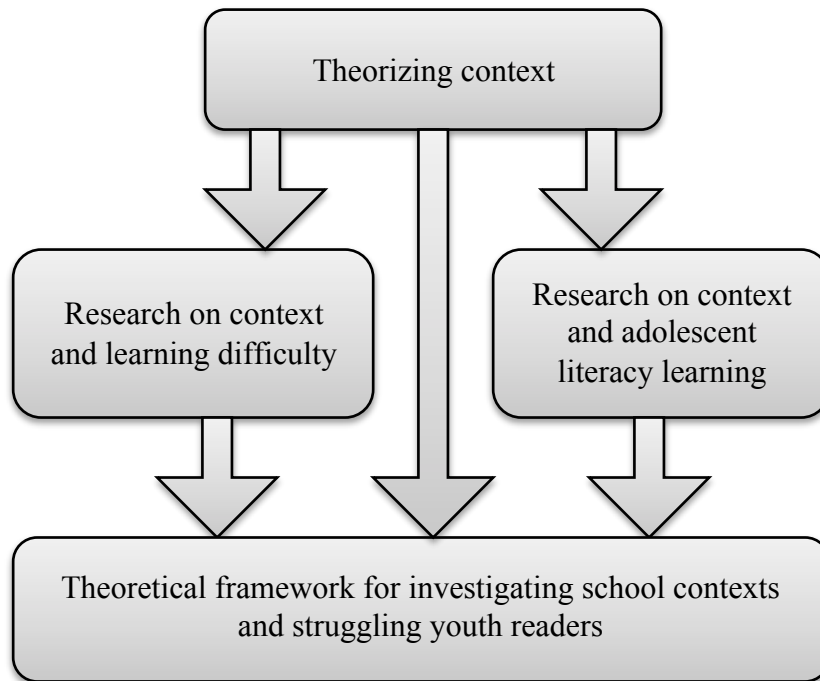 Theorizing context
Research on context
and learning difficulty
Research on context
and adolescent
literacy learning
Theoretical framework for investigating school contexts
and struggling youth readers